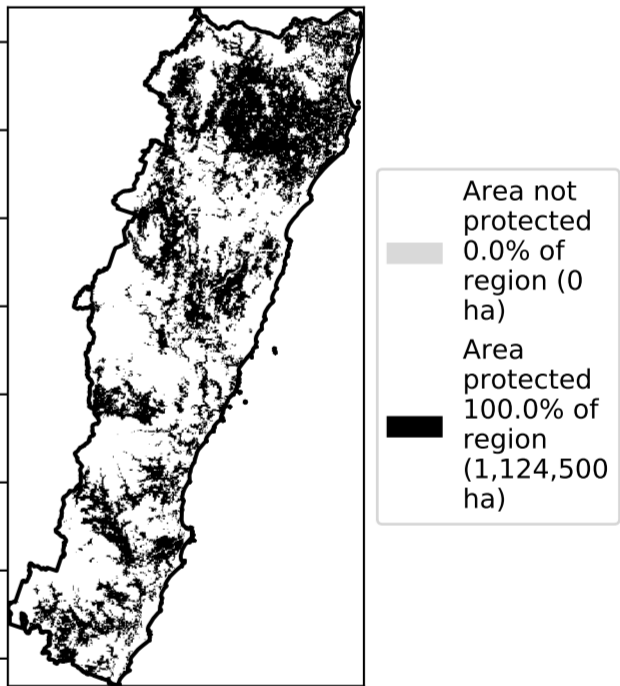 Area not
protected
0.0% of
region (0
ha)
Area
protected
100.0% of
region
(1,124,500
ha)